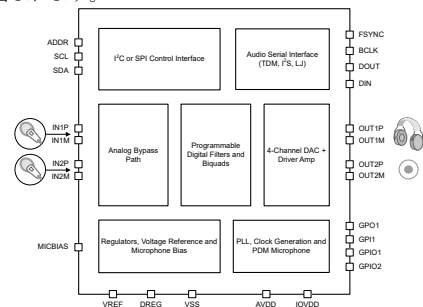 ADDR
SCL
SDA
I²C or SPI Control Interface
Audio Serial Interface
(TDM, I²S, LJ)
FSYNC
BCLK
DOUT
DIN
IN1P
IN1M
IN2P
IN2M
Analog Bypass
Path
Programmable
Digital Filters and
Biquads
4-Channel DAC +
Driver Amp
OUT1P
OUT1M
OUT2P
OUT2M
MICBIAS
Regulators, Voltage Reference and
Microphone Bias
PLL, Clock Generation and
PDM Microphone
GPO1
GPI1
GPIO1
GPIO2
VREF
DREG
VSS
AVDD
IOVDD